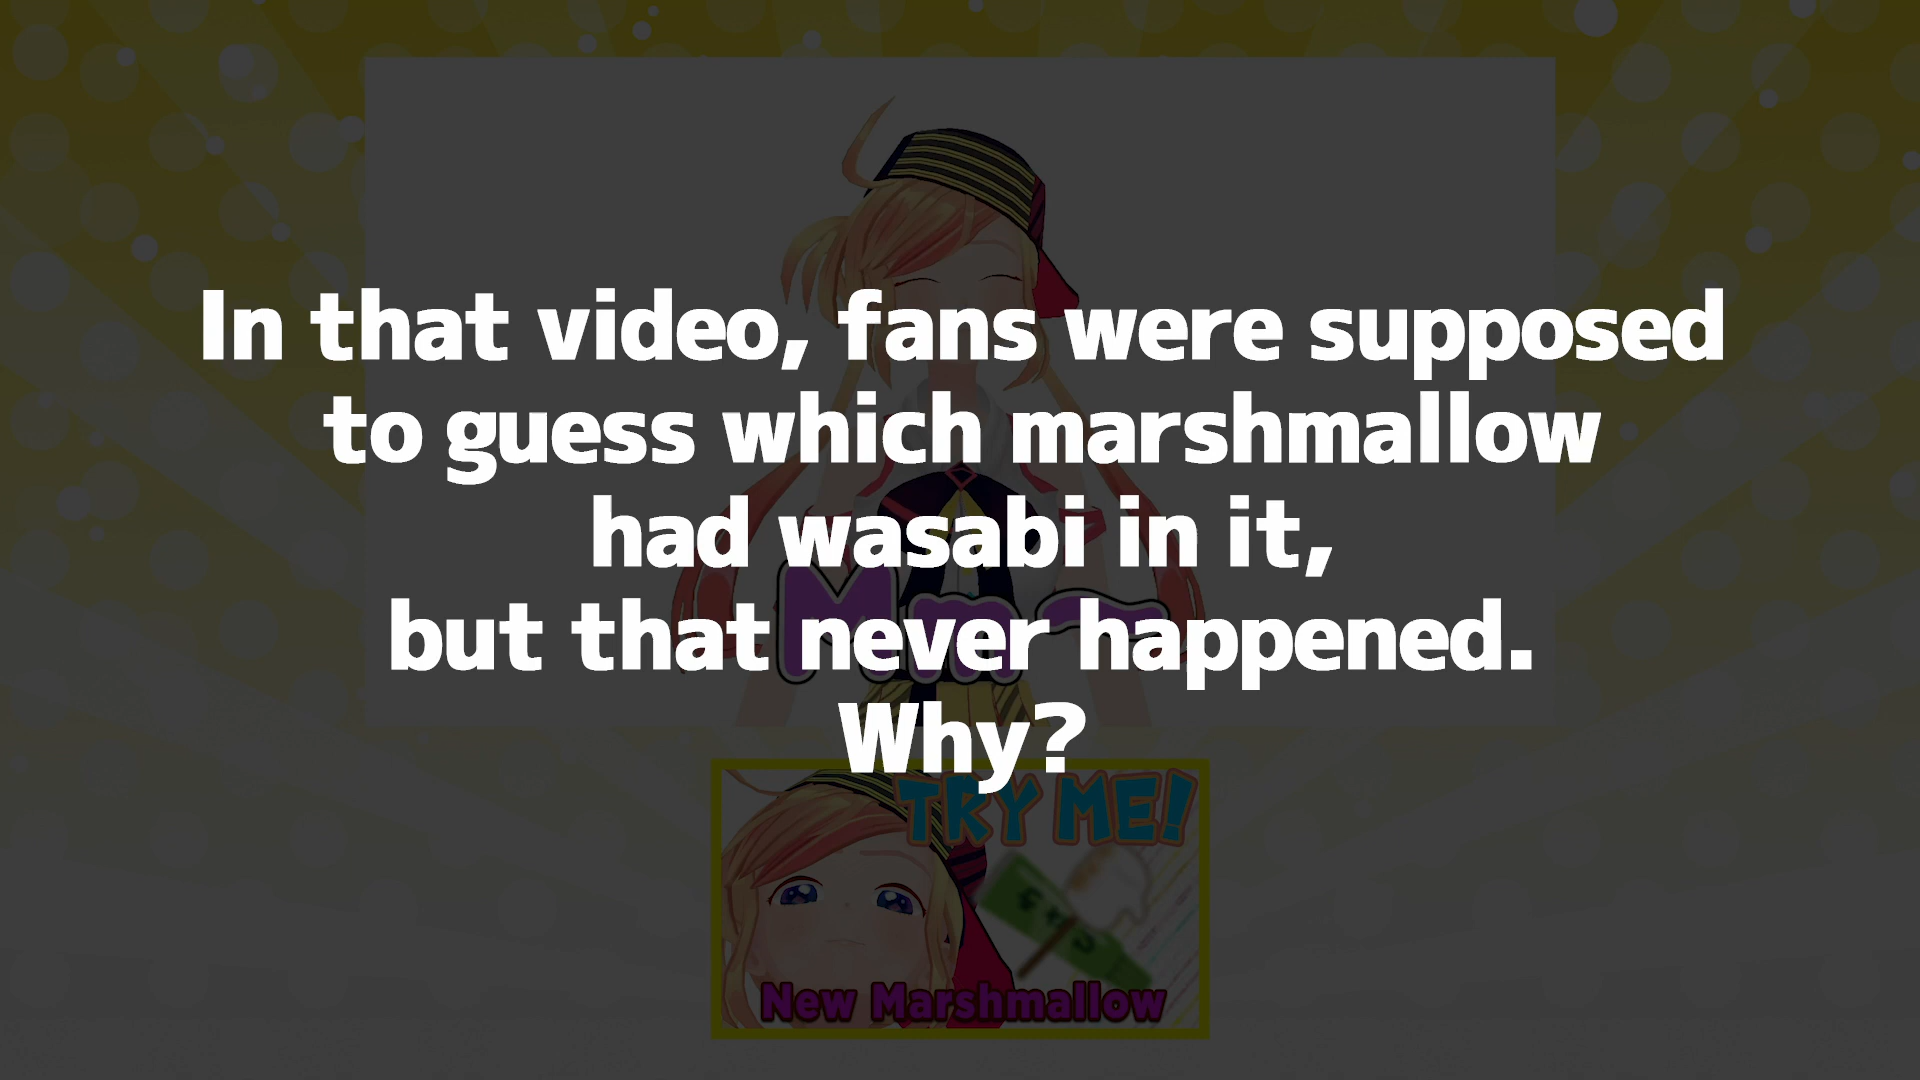 In that video, fans were supposed
to guess which marshmallow
had wasabi in it,
but that never happened.
Why?
Mm~
TRY ME!
New Marshmallow